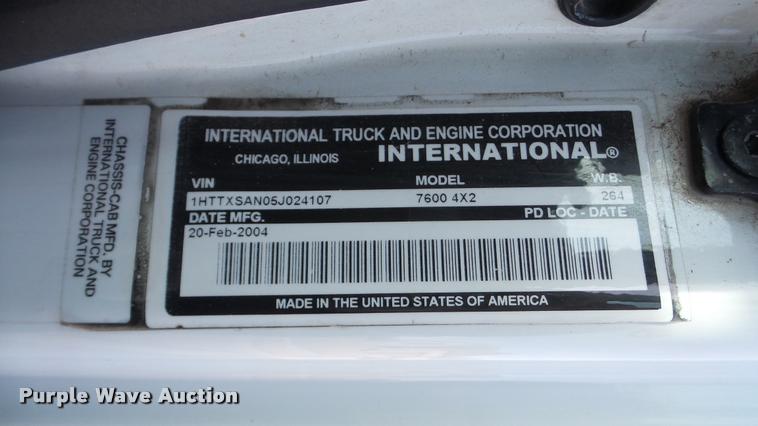 CHASSIS-CAB MFD. BY
INTERNATIONAL TRUCK AND
ENGINE CORPORATION
INTERNATIONAL TRUCK AND ENGINE CORPORATION
CHICAGO, ILLINOIS INTERNATIONAL®
VIN MODEL W.B.
1HTTXSAN05J024107 7600 4X2 264
DATE MFG. PD LOC - DATE
20-Feb-2004
MADE IN THE UNITED STATES OF AMERICA
Purple Wave Auction